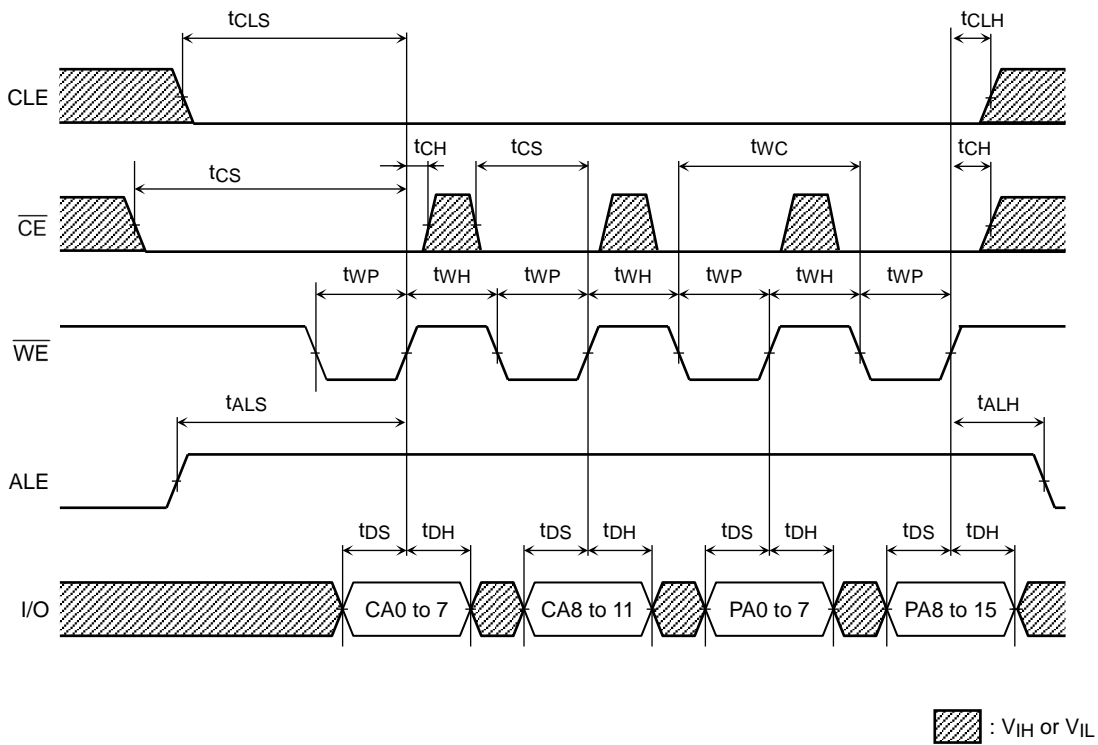 tCLS tCLH
CLE
tCH tCS tWC tCH
tCS
CE
tWP tWH tWP tWH tWP tWH tWP
WE
tALS tALH
ALE
tDS tDH tDS tDH tDS tDH tDS tDH
I/O CA0 to 7 CA8 to 11 PA0 to 7 PA8 to 15
: VIH or VIL